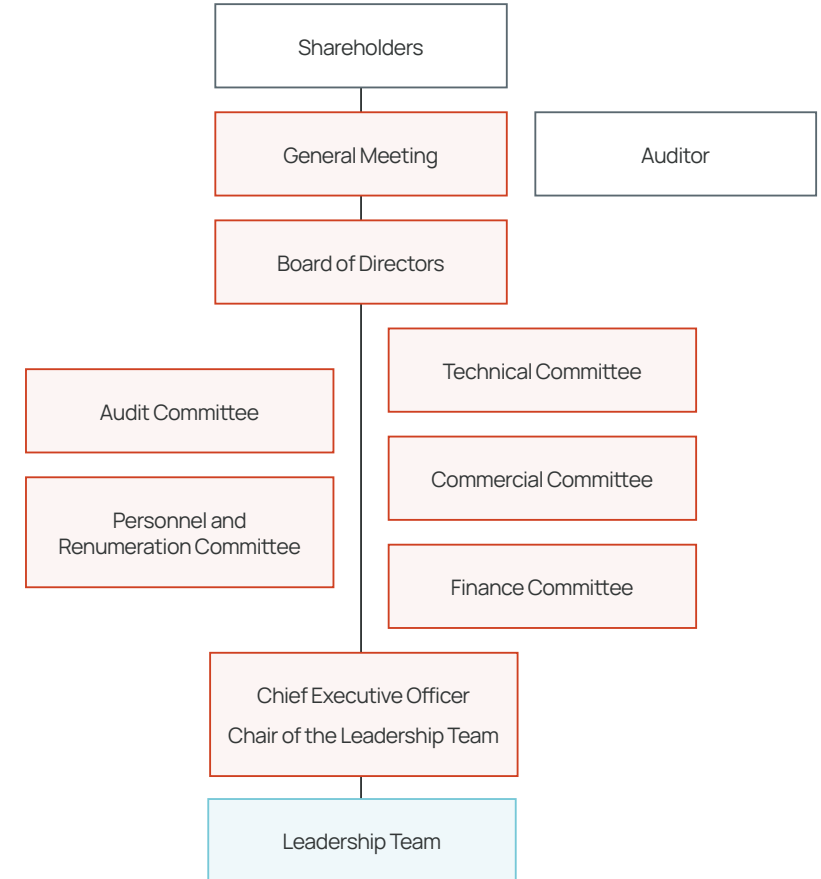 Shareholders
General Meeting
Auditor
Board of Directors
Technical Committee
Audit Committee
Commercial Committee
Personnel and
Renumeration Committee
Finance Committee
Chief Executive Officer
Chair of the Leadership Team
Leadership Team